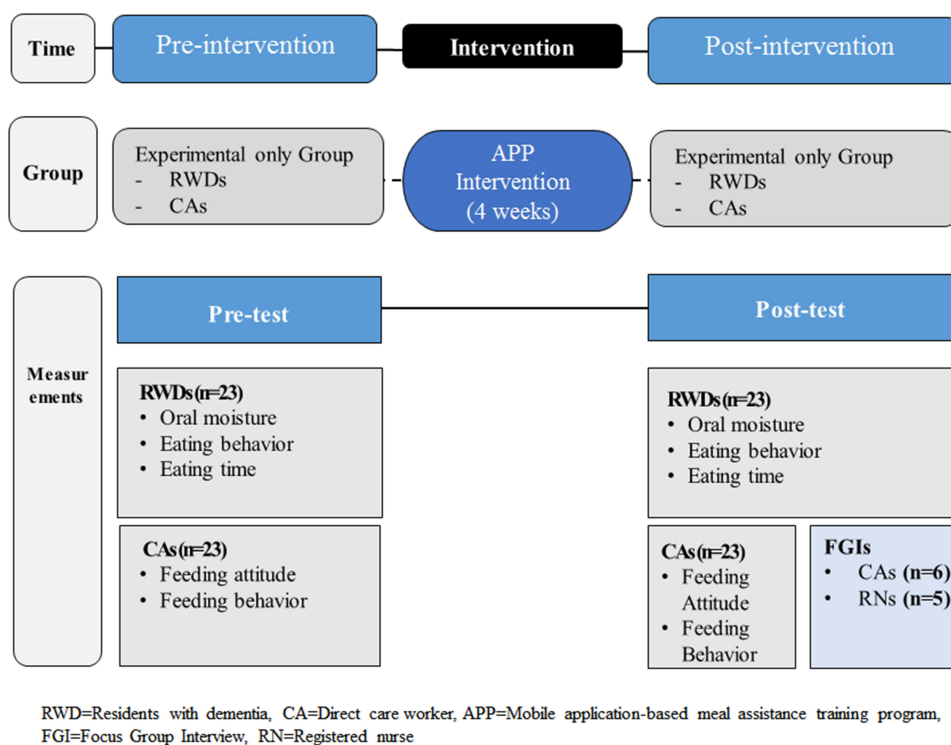 Time
Pre-intervention
Intervention
Post-intervention
Group
Experimental only Group
- RWDs
- CAs
APP
Intervention
(4 weeks)
Experimental only Group
- RWDs
- CAs
Measur
ements
Pre-test
Post-test
RWDs(n=23)
• Oral moisture
• Eating behavior
• Eating time
RWDs(n=23)
• Oral moisture
• Eating behavior
• Eating time
CAs(n=23)
• Feeding attitude
• Feeding behavior
CAs(n=23)
• Feeding
Attitude
• Feeding
Behavior
FGIs
• CAs (n=6)
• RNs (n=5)
RWD=Residents with dementia, CA=Direct care worker, APP=Mobile application-based meal assistance training program,
FGI=Focus Group Interview, RN=Registered nurse